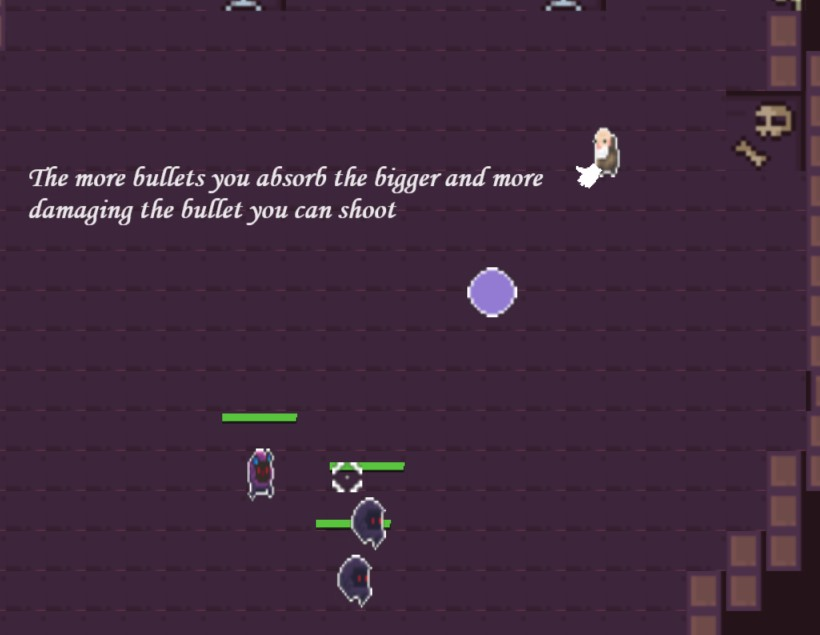 The more bullets you absorb the bigger and more
damaging the bullet you can shoot